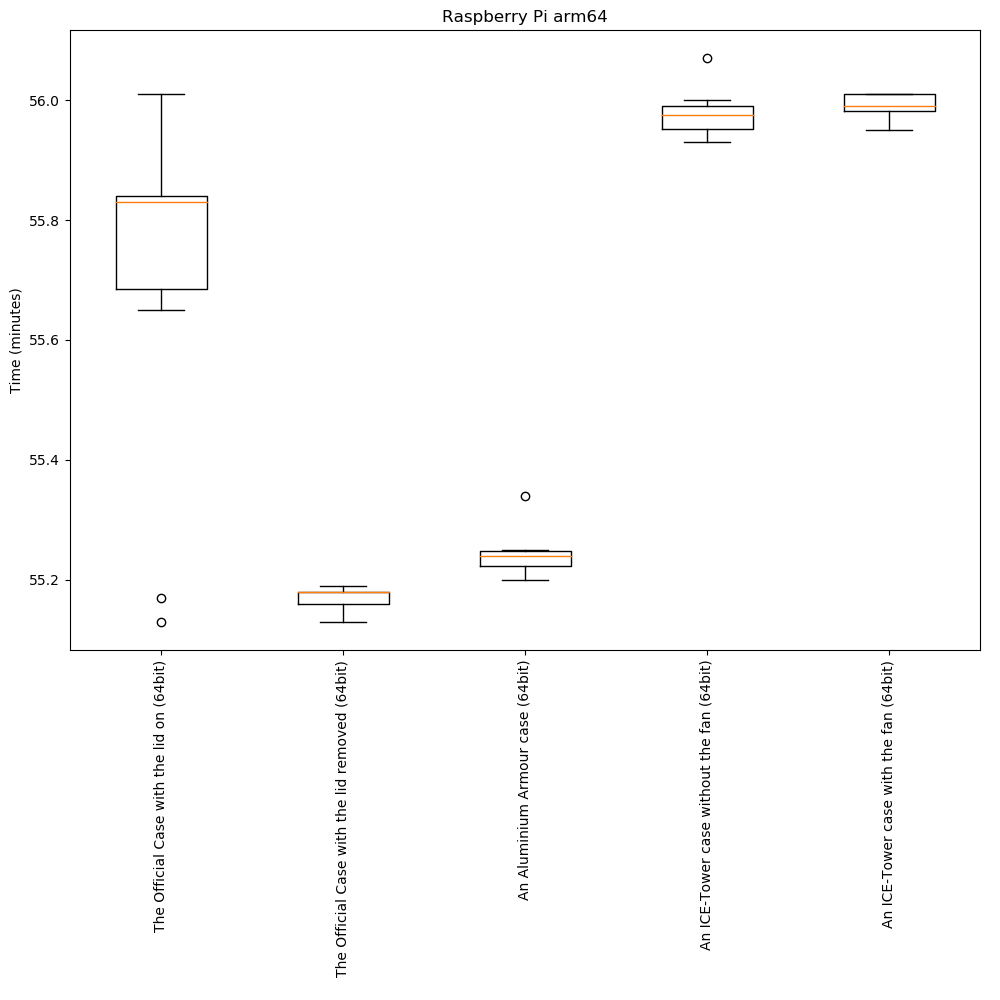 Raspberry Pi arm64
Time (minutes)
56.0
55.8
55.6
55.4
55.2
The Official Case with the lid on (64bit)
The Official Case with the lid removed (64bit)
An Aluminium Armour case (64bit)
An ICE-Tower case without the fan (64bit)
An ICE-Tower case with the fan (64bit)